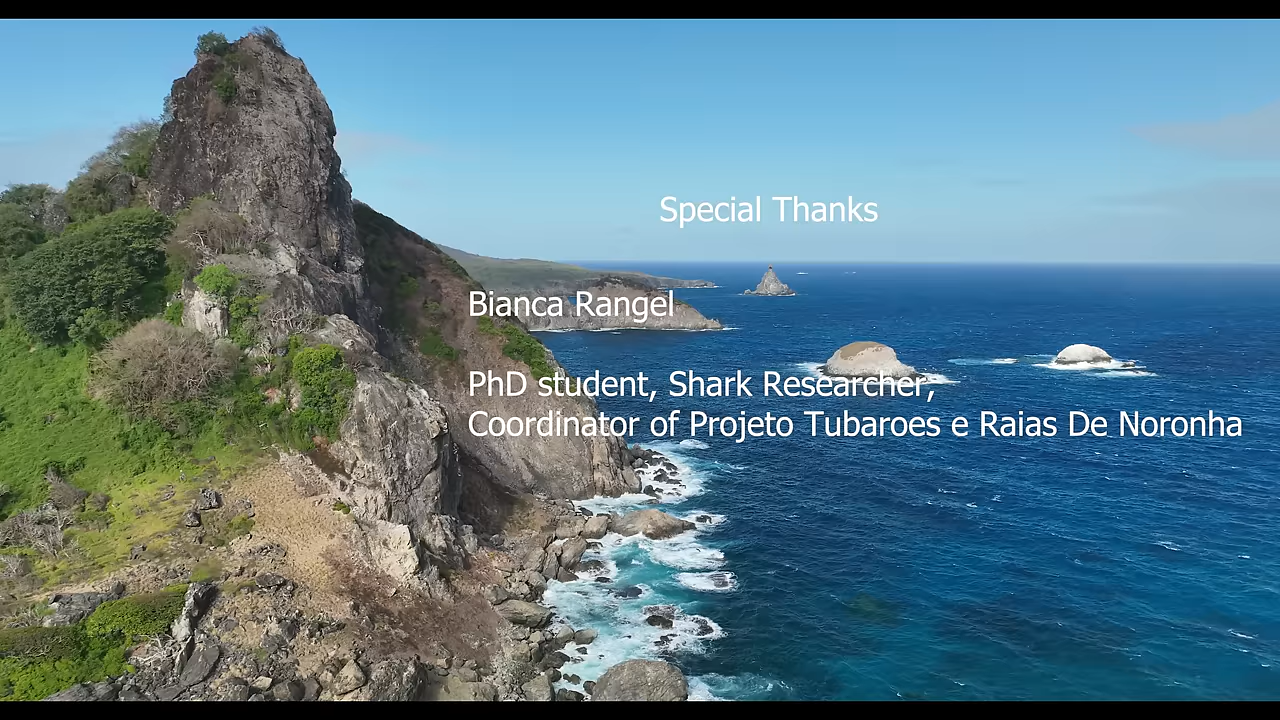 Special Thanks
Bianca Rangel
PhD student, Shark Researcher,
Coordinator of Projeto Tubaroes e Raias De Noronha